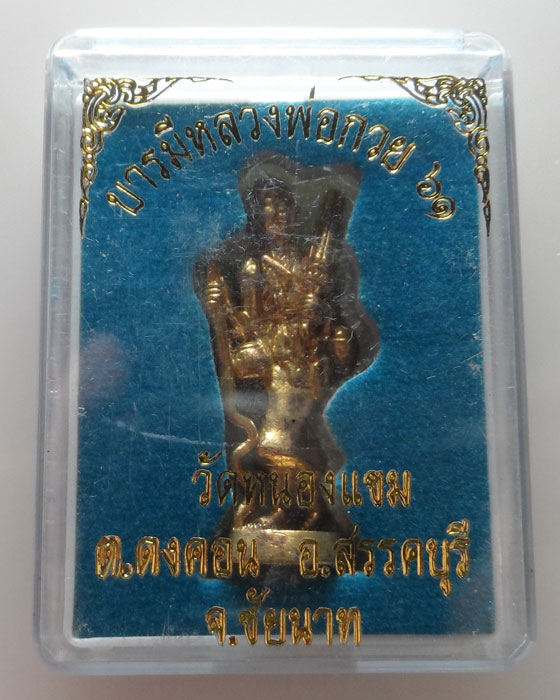 บารมีหลวงพ่อกวย ๖๑
วัดหนองแขม
ต.ดงคอน อ.สรรคบุรี
จ.ชัยนาท